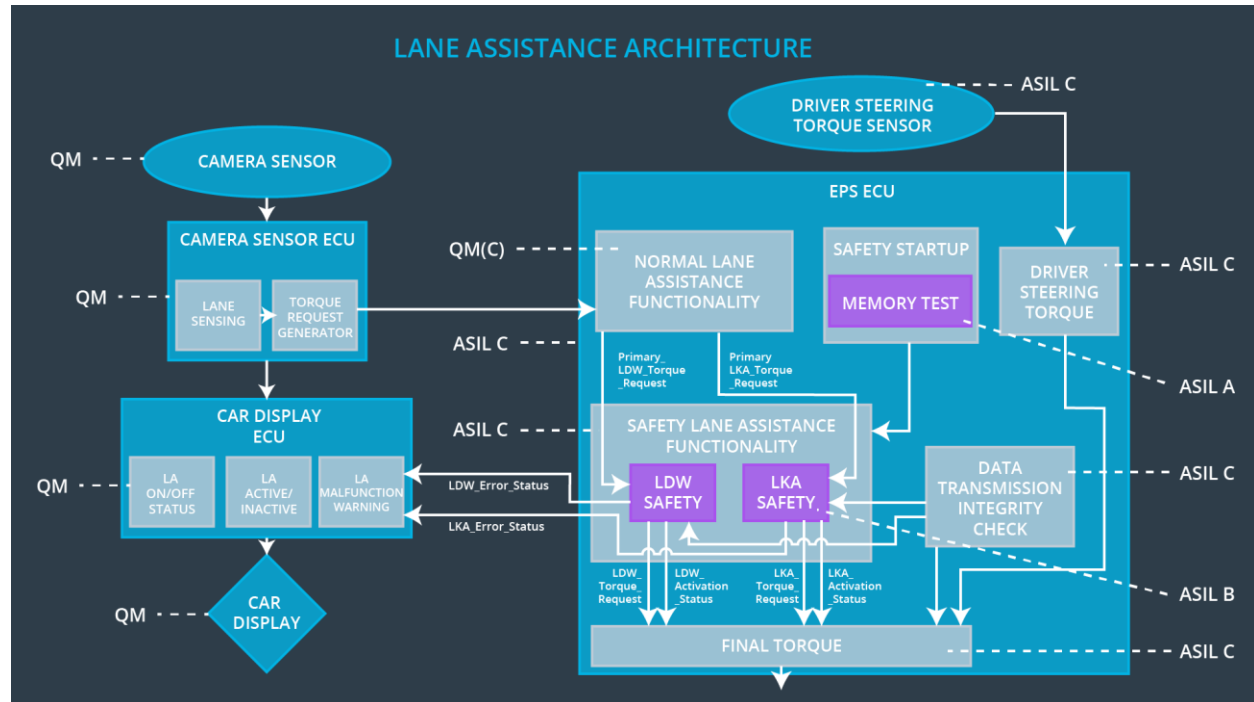 LANE ASSISTANCE ARCHITECTURE
ASIL C
DRIVER STEERING
TORQUE SENSOR
QM
CAMERA SENSOR
EPS ECU
CAMERA SENSOR ECU
QM(C)
NORMAL LANE
ASSISTANCE
FUNCTIONALITY
SAFETY STARTUP
MEMORY TEST
DRIVER
STEERING
TORQUE
ASIL C
QM
LANE
SENSING
TORQUE
REQUEST
GENERATOR
ASIL C
Primary_
LDW_Torque
_Request
Primary
LKA_Torque
_Request
ASIL A
CAR DISPLAY
ECU
ASIL C
SAFETY LANE ASSISTANCE
FUNCTIONALITY
QM
LA
ON/OFF
STATUS
LA
ACTIVE/
INACTIVE
LA
MALFUNCTION
WARNING
LDW_Error_Status
LKA_Error_Status
LDW
SAFETY
LKA
SAFETY
DATA
TRANSMISSION
INTEGRITY
CHECK
ASIL C
LDW_
Torque_
Request
LDW_
Activation
_Status
LKA_
Torque_
Request
LKA_
Activation
_Status
ASIL B
QM
CAR
DISPLAY
FINAL TORQUE
ASIL C